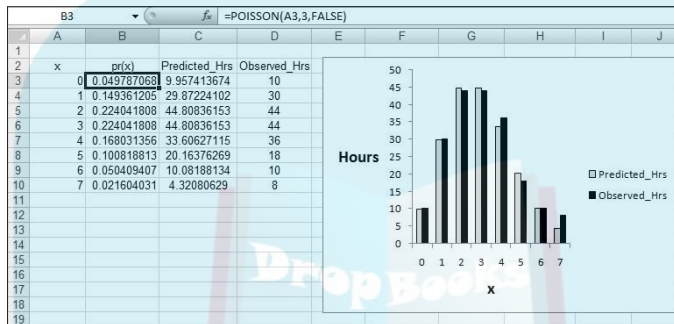 B3 fx =POISSON(A3,3,FALSE)
A B C D E F G H I J
1
2 x pr(x) Predicted_Hrs Observed_Hrs
3 0 0.049787068 9.957413674 10
4 1 0.149361205 29.87224102 30
5 2 0.224041808 44.80836153 44
6 3 0.224041808 44.80836153 44
7 4 0.168031356 33.60627115 36
8 5 0.100818813 20.16376269 18
9 6 0.050409407 10.08188134 10
10 7 0.021604031 4.32080629 8
11
12
13
14
15
16
17
18
19
50
45
40
35
30
25
20
15
10
5
0
Hours
0 1 2 3 4 5 6 7
x
Predicted_Hrs
Observed_Hrs
DropBooks